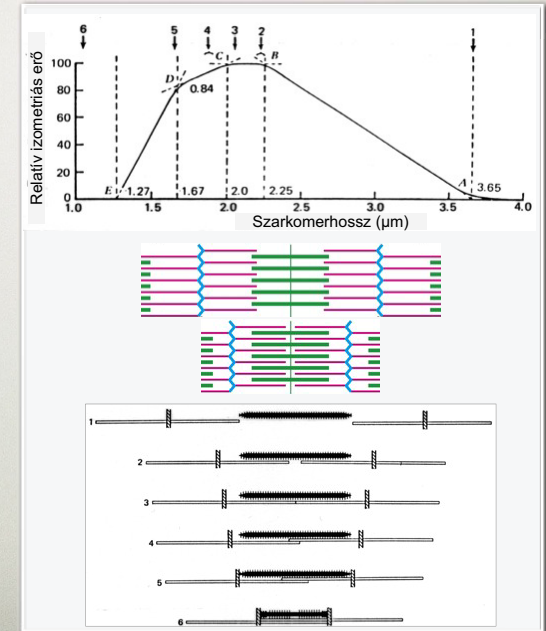 6 5 4 3 2 1
100 C B
D
80 0.84
60
40
20
E 1.27 1.67 2.0 2.25 A 3.65
0
1.0 1.5 2.0 2.5 3.0 3.5 4.0
Relatív izometriás erő
Szarkomerhossz (µm)
1
2
3
4
5
6